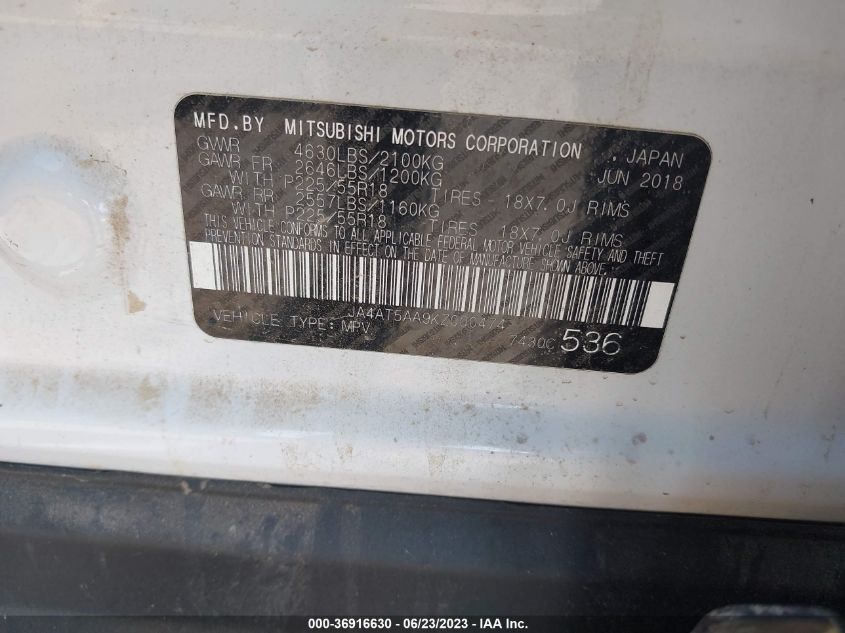 MFD.BY MITSUBISHI MOTORS CORPORATION . JAPAN
GVWR 4630LBS/2100KG JUN 2018
GAWR FR 2646LBS/1200KG
WITH P225/55R18 TIRES - 18X7.0J RIMS
GAWR RR 2557LBS/1160KG
WITH P225/55R18 TIRES 18X7.0J RIMS
THIS VEHICLE CONFORMS TO ALL APPLICABLE FEDERAL MOTOR VEHICLE SAFETY AND THEFT
PREVENTION STANDARDS IN EFFECT ON THE DATE OF MANUFACTURE SHOWN ABOVE.
JA4AT5AA9KZ000474
VEHICLE TYPE: MPV 7430C 536
000-36916630 - 06/23/2023 - IAA Inc.